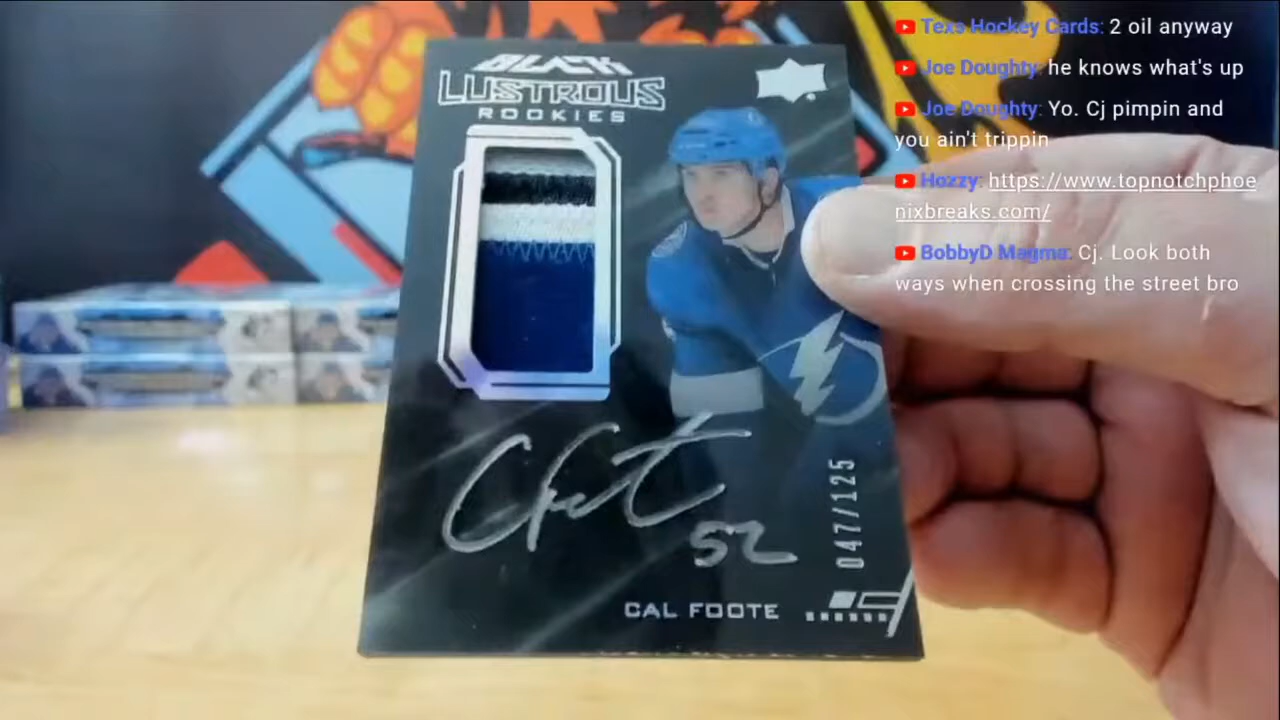 BLACK
LUSTROUS
ROOKIES
52
047/125
CAL FOOTE
Texs Hockey Cards: 2 oil anyway
Joe Doughty: he knows what's up
Joe Doughty: Yo. Cj pimpin and
you ain't trippin
Hozzy: https://www.topnotchphoe
nixbreaks.com/
BobbyD Magma: Cj. Look both
ways when crossing the street bro